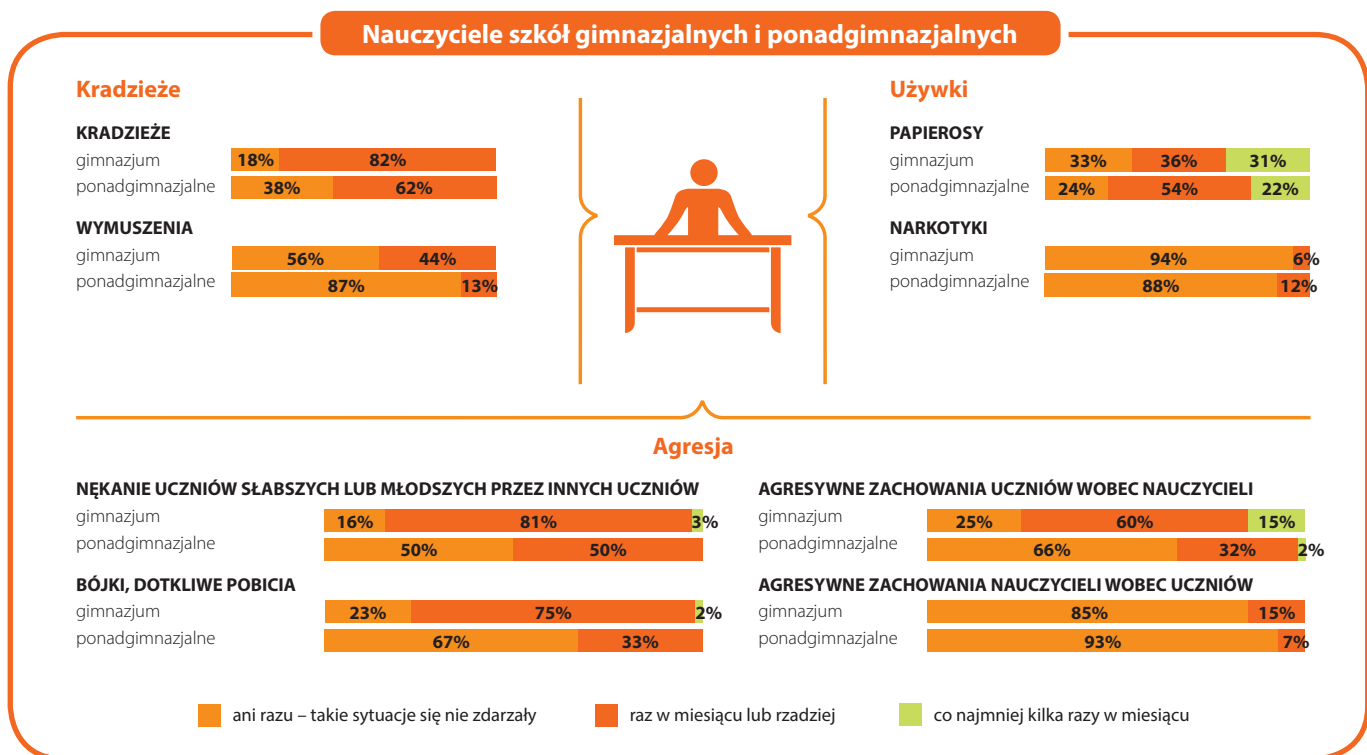 Nauczyciele szkół gimnazjalnych i ponadgimnazjalnych
Kradzieże
KRADZIEŻE
gimnazjum 18% 82%
ponadgimnazjalne 38% 62%
WYMUSZENIA
gimnazjum 56% 44%
ponadgimnazjalne 87% 13%
Używki
PAPIEROSY
gimnazjum 33% 36% 31%
ponadgimnazjalne 24% 54% 22%
NARKOTYKI
gimnazjum 94% 6%
ponadgimnazjalne 88% 12%
Agresja
NĘKANIE UCZNIÓW SŁABSZYCH LUB MŁODSZYCH PRZEZ INNYCH UCZNIÓW
gimnazjum 16% 81% 3%
ponadgimnazjalne 50% 50%
BÓJKI, DOTKLIWE POBICIA
gimnazjum 23% 75% 2%
ponadgimnazjalne 67% 33%
AGRESYWNE ZACHOWANIA UCZNIÓW WOBEC NAUCZYCIELI
gimnazjum 25% 60% 15%
ponadgimnazjalne 66% 32% 2%
AGRESYWNE ZACHOWANIA NAUCZYCIELI WOBEC UCZNIÓW
gimnazjum 85% 15%
ponadgimnazjalne 93% 7%
ani razu – takie sytuacje się nie zdarzały raz w miesiącu lub rzadziej co najmniej kilka razy w miesiącu